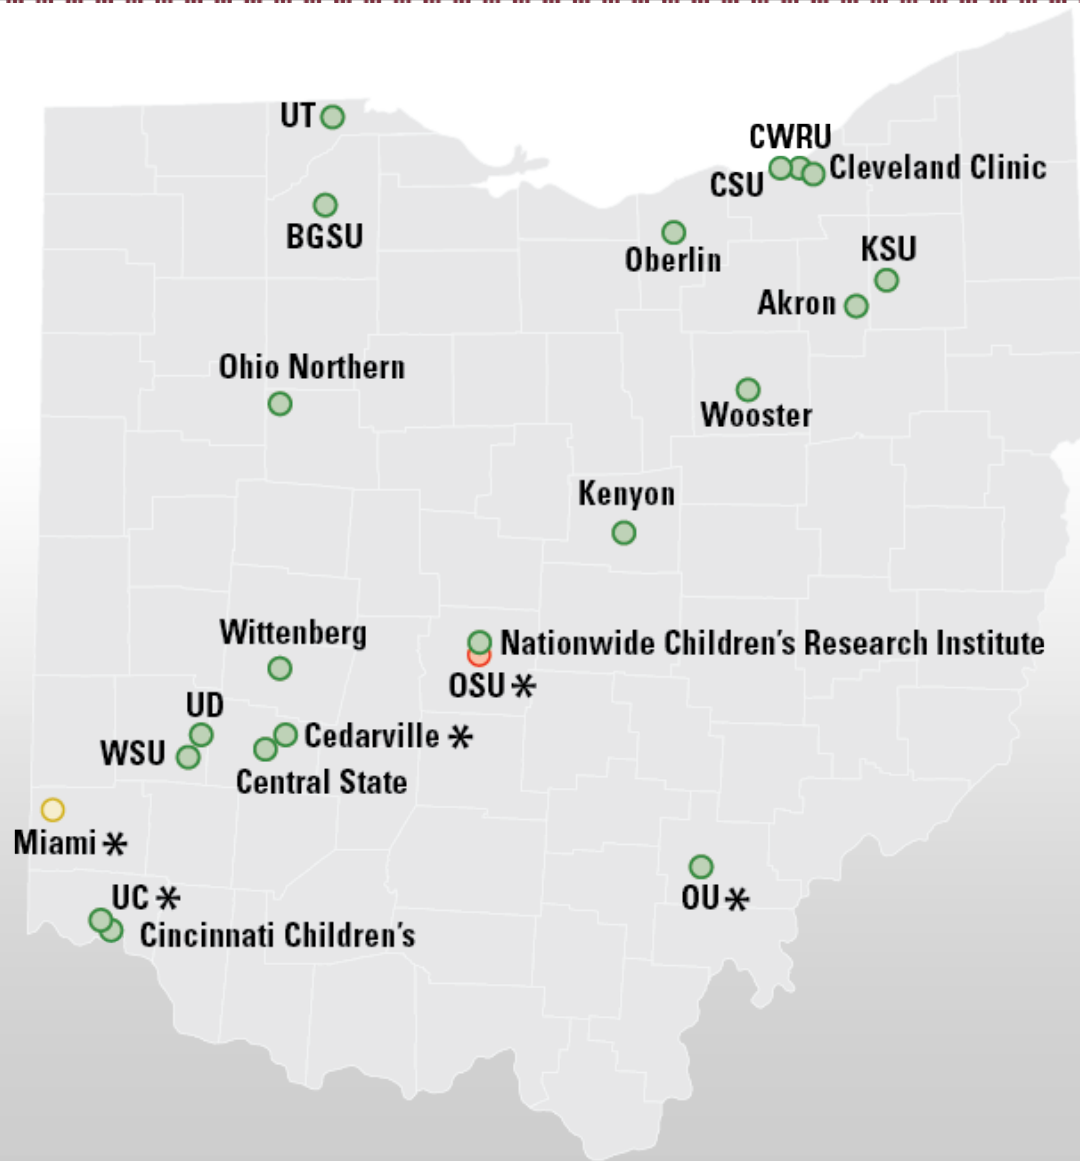 UT
CWRU
Cleveland Clinic
CSU
BGSU
KSU
Oberlin
Akron
Ohio Northern
Wooster
Kenyon
Wittenberg
Nationwide Children's Research Institute
OSU *
UD
Cedarville *
WSU
Central State
Miami *
UC *
OU *
Cincinnati Children's